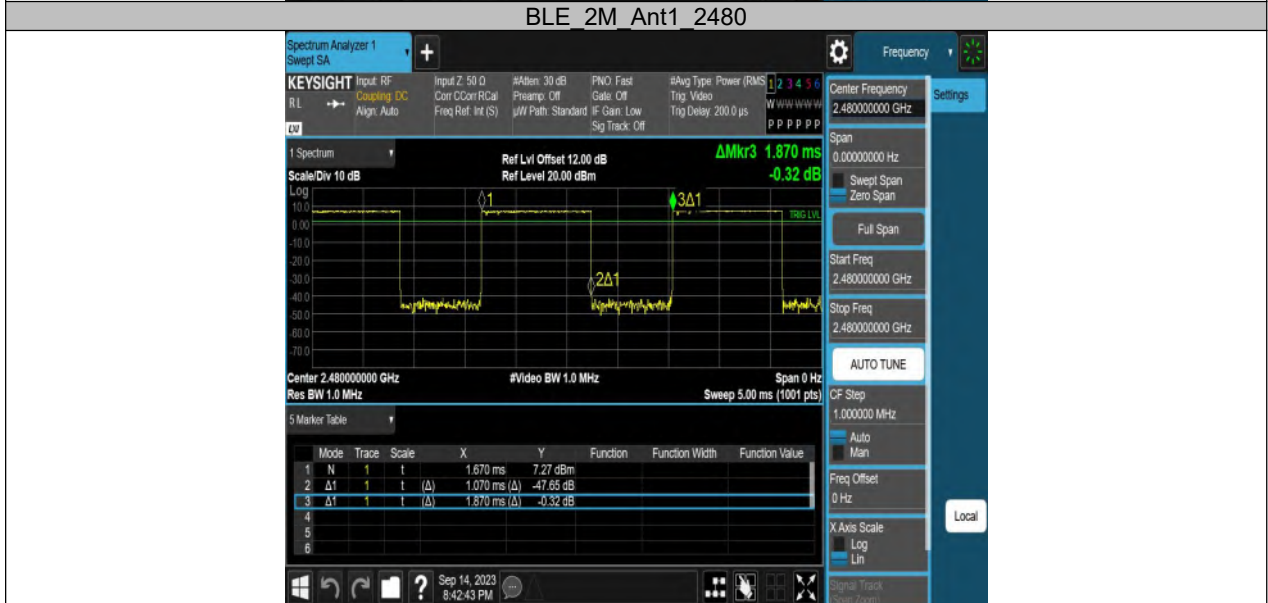 BLE_2M_Ant1_2480
Spectrum Analyzer 1
Swept SA
+
Frequency
KEYSIGHT
RL
LXI
Input: RF
Coupling: DC
Align: Auto
Input Z: 50 Ω
Corr CCorr RCal
Freq Ref: Int (S)
#Atten: 30 dB
Preamp: Off
µW Path: Standard
PNO: Fast
Gate: Off
IF Gain: Low
Sig Track: Off
#Avg Type: Power (RMS
Trig: Video
Trig Delay: 200.0 µs
1 2 3 4 5 6
W W W W W W
P P P P P P
1 Spectrum
Scale/Div 10 dB
Ref Lvl Offset 12.00 dB
Ref Level 20.00 dBm
ΔMkr3 1.870 ms
-0.32 dB
Log
10.0
0.00
-10.0
-20.0
-30.0
-40.0
-50.0
-60.0
-70.0
1
3Δ1
2Δ1
TRIG LVL
Center 2.480000000 GHz
Res BW 1.0 MHz
#Video BW 1.0 MHz
Span 0 Hz
Sweep 5.00 ms (1001 pts)
5 Marker Table
Mode Trace Scale X Y Function Function Width Function Value
1 N 1 t 1.670 ms 7.27 dBm
2 Δ1 1 t (Δ) 1.070 ms (Δ) -47.65 dB
3 Δ1 1 t (Δ) 1.870 ms (Δ) -0.32 dB
4
5
6
?
Sep 14, 2023
8:42:43 PM
Center Frequency
2.480000000 GHz
Settings
Span
0.00000000 Hz
Swept Span
Zero Span
Full Span
Start Freq
2.480000000 GHz
Stop Freq
2.480000000 GHz
AUTO TUNE
CF Step
1.000000 MHz
Auto
Man
Freq Offset
0 Hz
X Axis Scale
Log
Lin
Signal Track
(Span Zoom)
Local